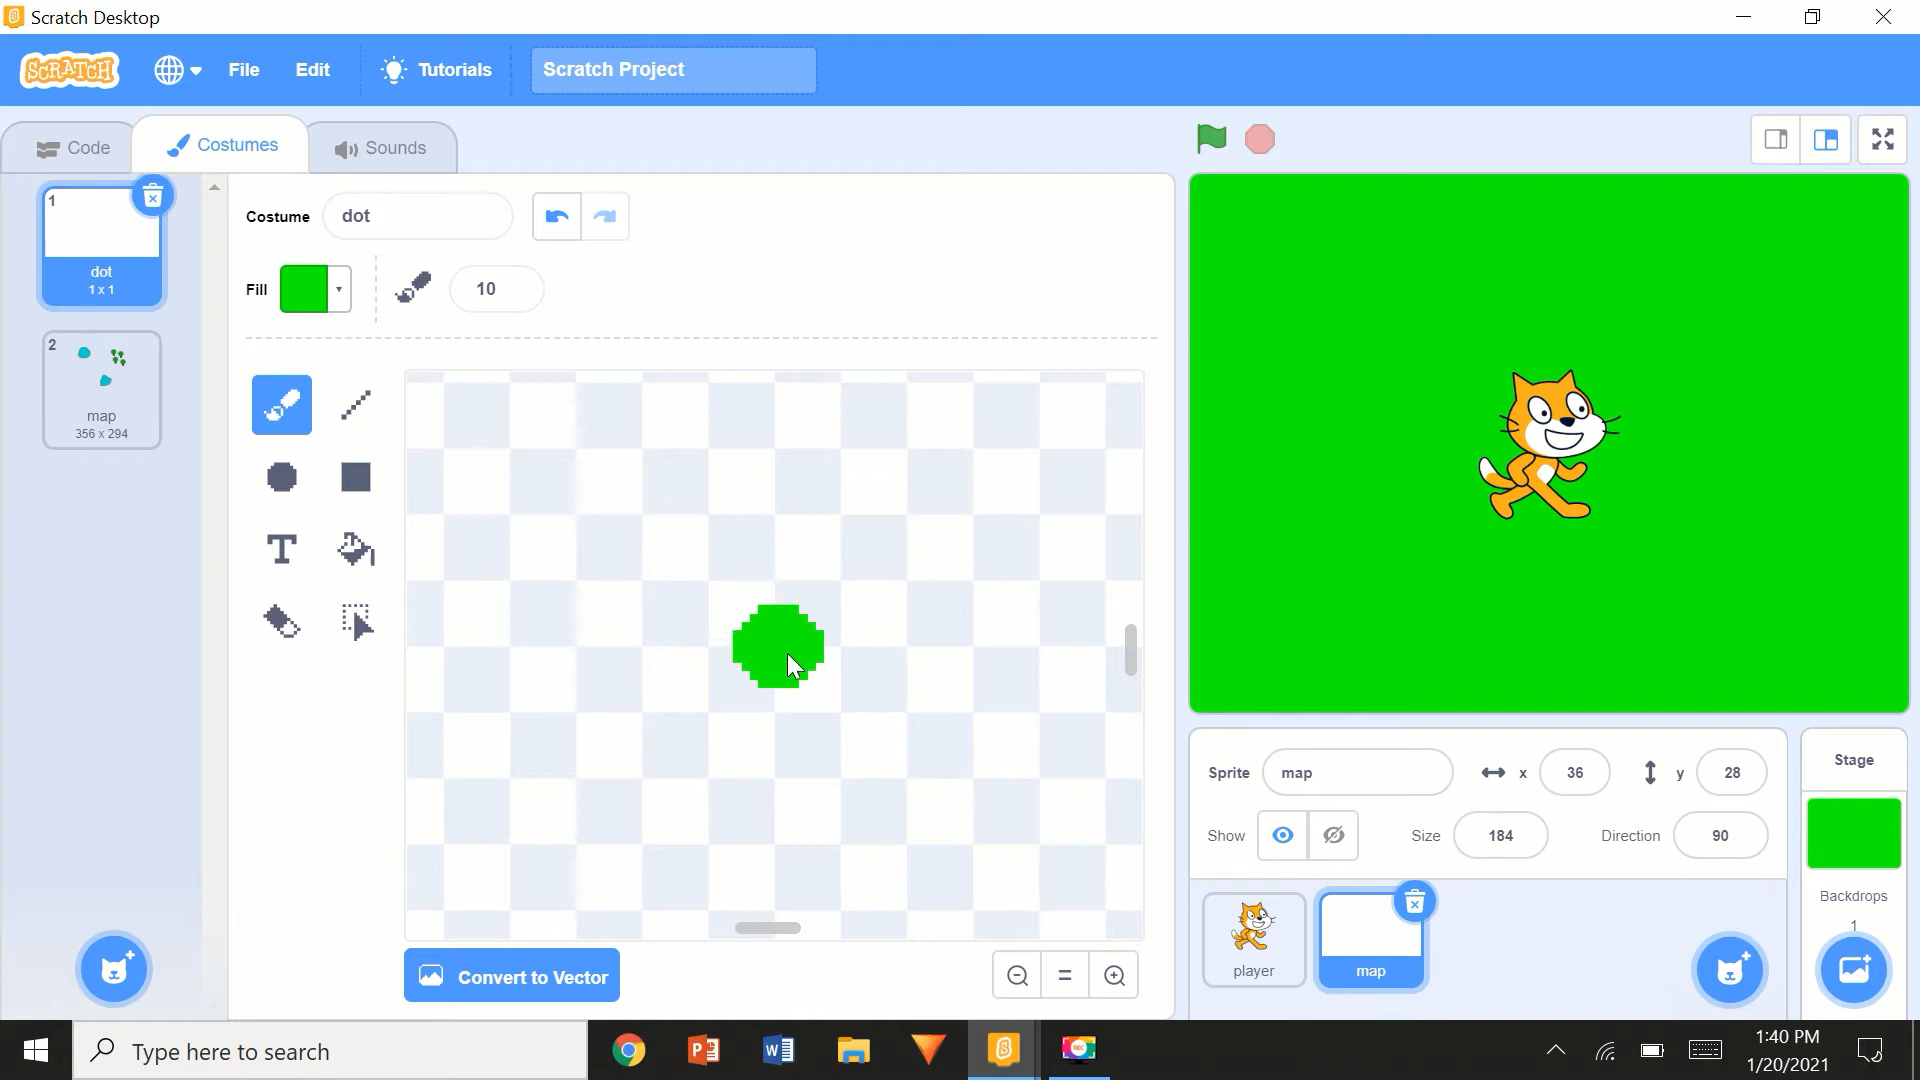 Scratch Desktop
SCRATCH
File
Edit
Tutorials
Scratch Project
Code
Costumes
Sounds
1
dot
1 x 1
2
map
356 x 294
Costume
dot
Fill
10
T
Convert to Vector
=
Sprite
map
x
36
y
28
Show
Size
184
Direction
90
player
map
Stage
Backdrops
1
Type here to search
1:40 PM
1/20/2021